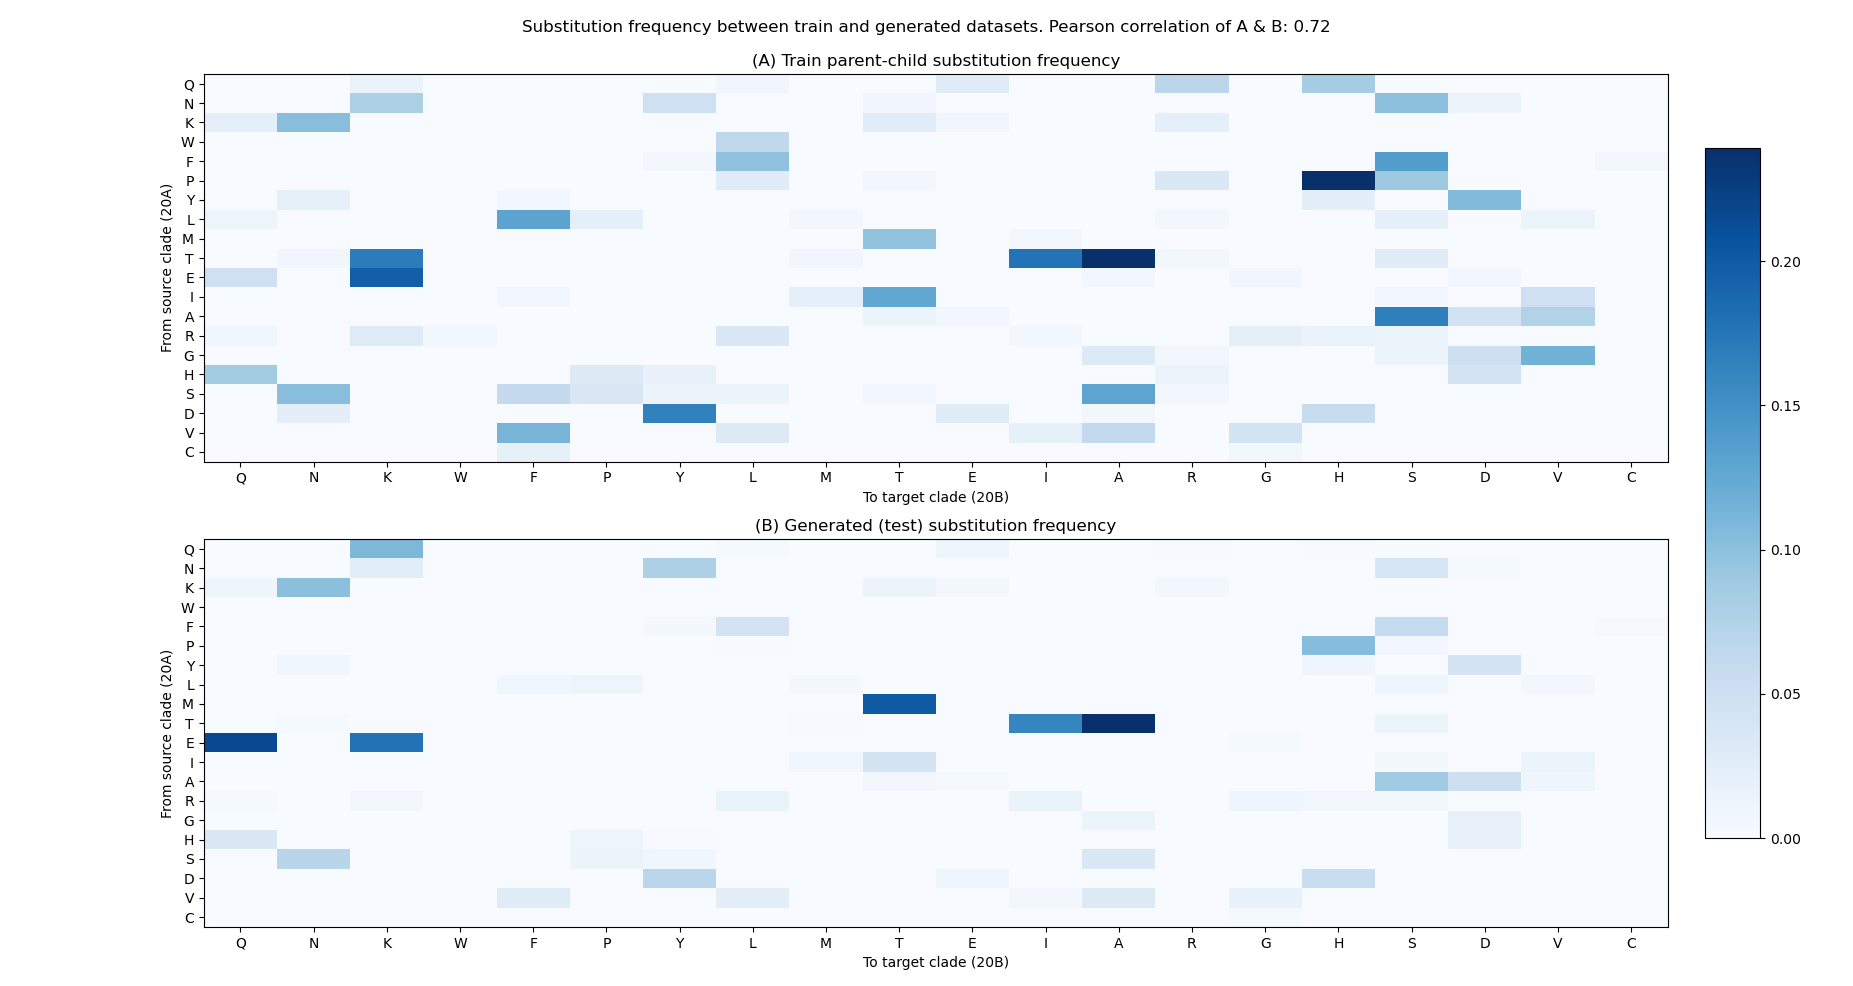 Substitution frequency between train and generated datasets. Pearson correlation of A & B: 0.72
(A) Train parent-child substitution frequency
From source clade (20A)
Q
N
K
W
F
P
Y
L
M
T
E
I
A
R
G
H
S
D
V
C
Q N K W F P Y L M T E I A R G H S D V C
To target clade (20B)
(B) Generated (test) substitution frequency
From source clade (20A)
Q
N
K
W
F
P
Y
L
M
T
E
I
A
R
G
H
S
D
V
C
Q N K W F P Y L M T E I A R G H S D V C
To target clade (20B)
0.20
0.15
0.10
0.05
0.00